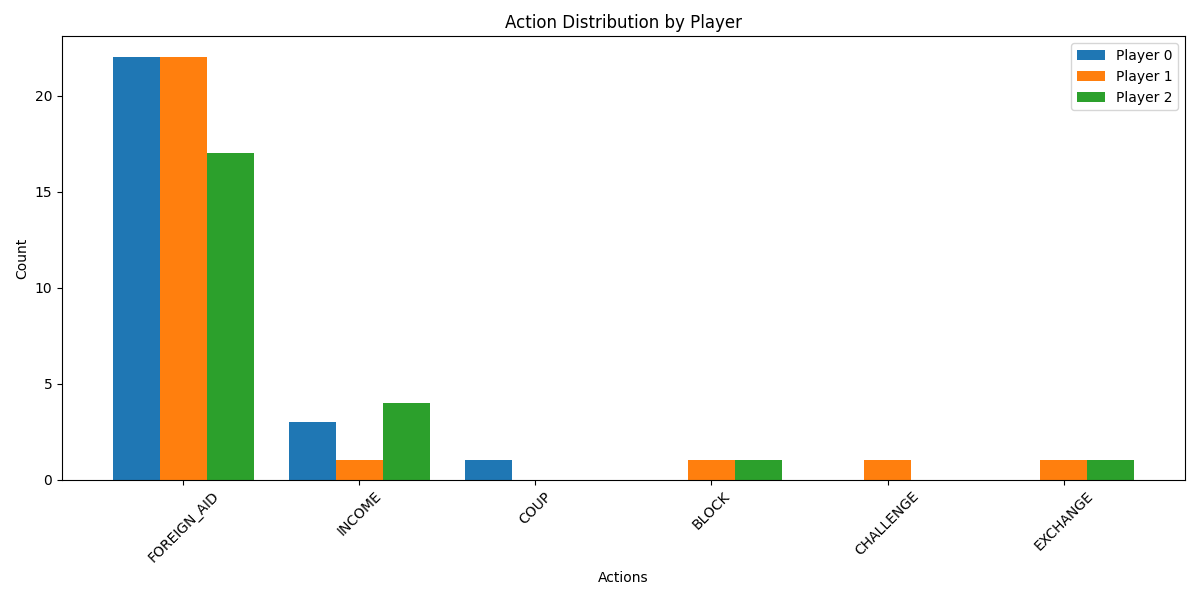 Action Distribution by Player
Player 0
Player 1
Player 2
Count
20
15
10
5
0
FOREIGN_AID
INCOME
COUP
BLOCK
CHALLENGE
EXCHANGE
Actions